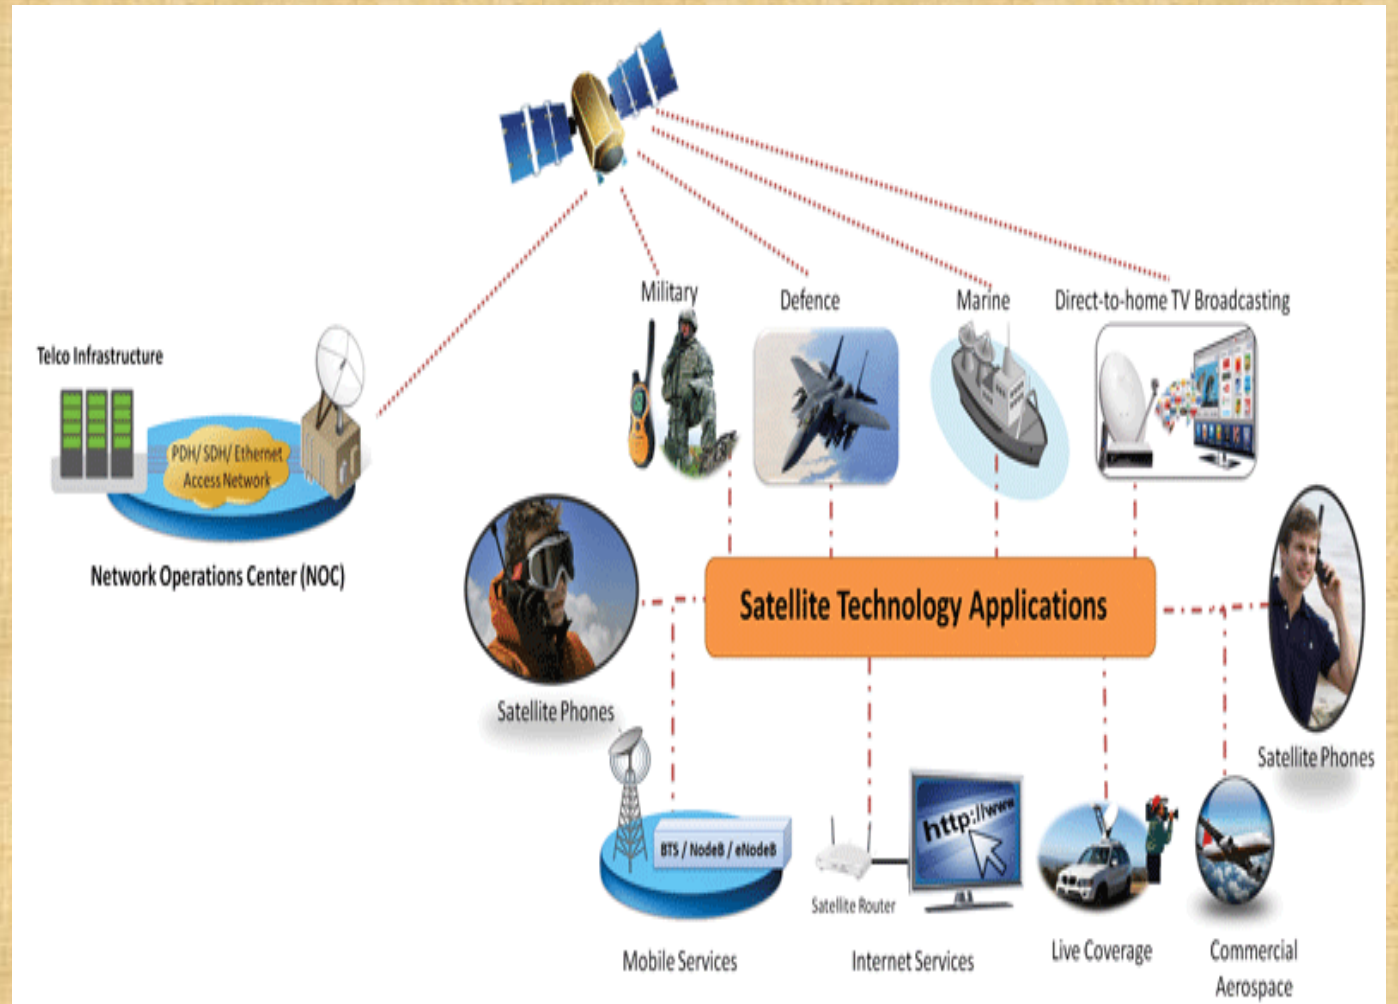 Military
Defence
Marine
Direct-to-home TV Broadcasting
Telco Infrastructure
PDH/ SDH/ Ethernet
Access Network
Network Operations Center (NOC)
Satellite Technology Applications
Satellite Phones
Satellite Phones
BTS / NodeB / eNodeB
http://www
Satellite Router
Mobile Services
Internet Services
Live Coverage
Commercial
Aerospace